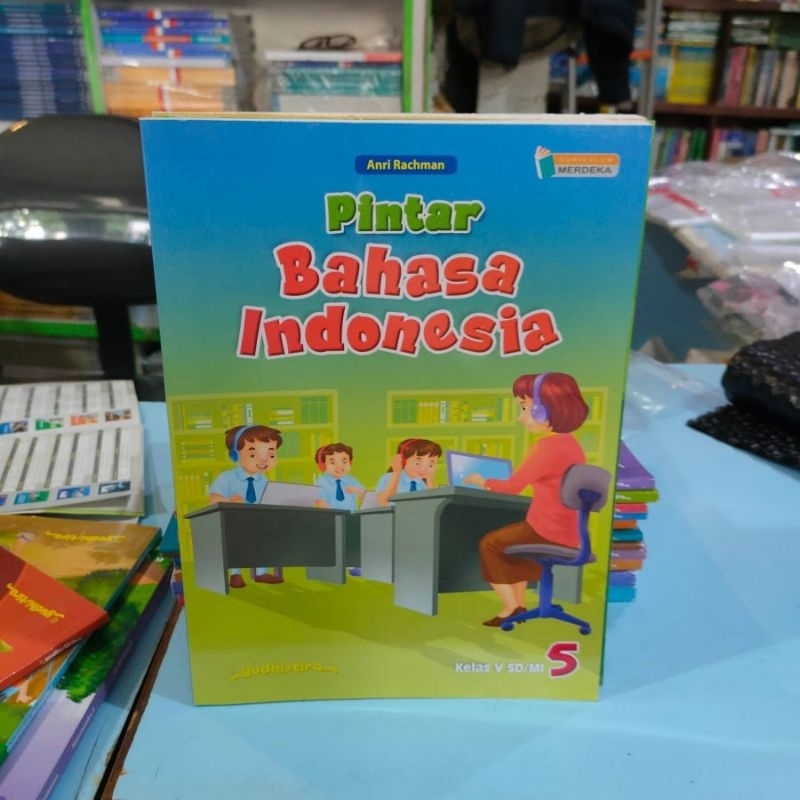 Anri Rachman
KURIKULUM
MERDEKA
Pintar
Bahasa
Indonesia
yudhistira
Kelas V SD/MI 5